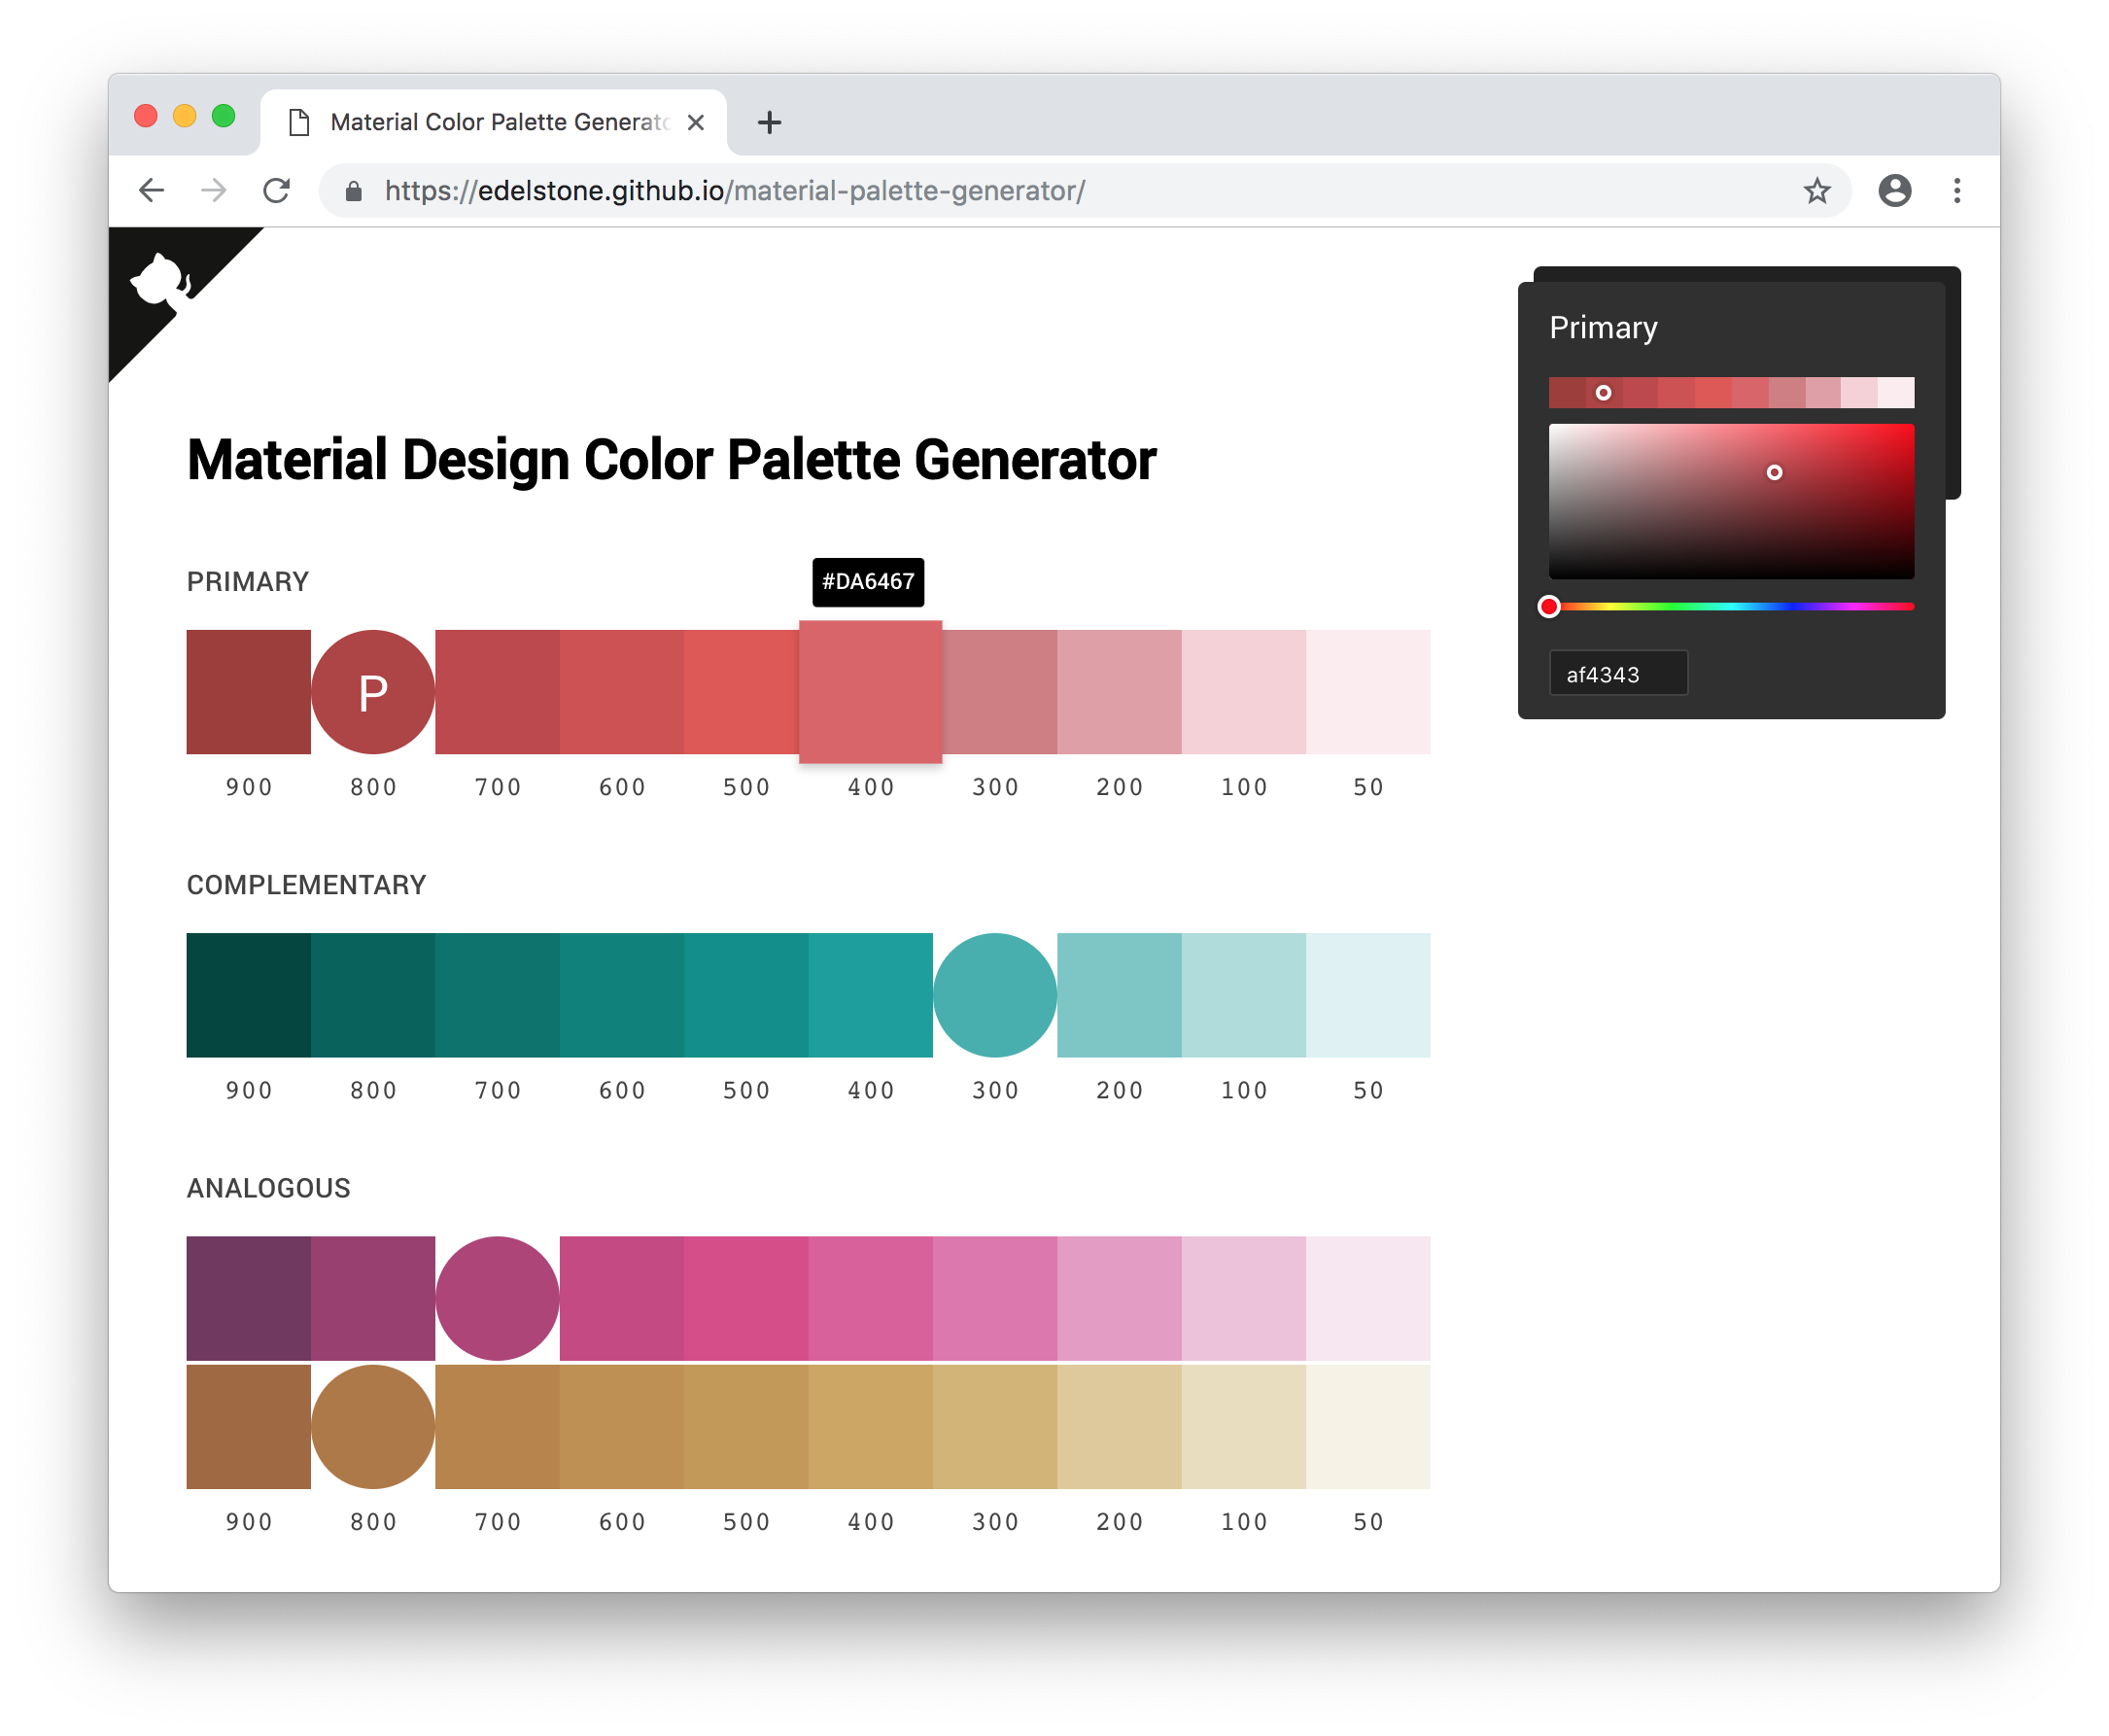 Material Color Palette Generato
https://edelstone.github.io/material-palette-generator/
Primary
af4343
Material Design Color Palette Generator
PRIMARY
#DA6467
P
900 800 700 600 500 400 300 200 100 50
COMPLEMENTARY
900 800 700 600 500 400 300 200 100 50
ANALOGOUS
900 800 700 600 500 400 300 200 100 50